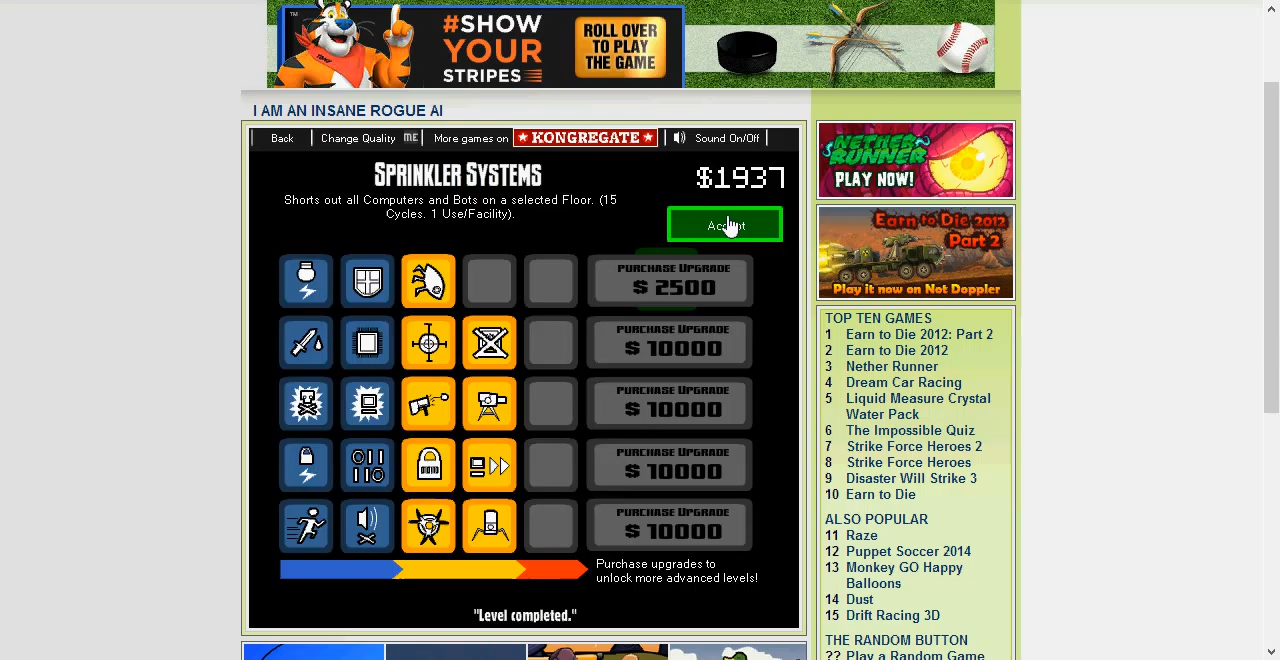 #SHOW
YOUR
STRIPES
ROLL OVER
TO PLAY
THE GAME
TM
I AM AN INSANE ROGUE AI
Back
Change Quality
ME
More games on
KONGREGATE
Sound On/Off
SPRINKLER SYSTEMS
$1937
Shorts out all Computers and Bots on a selected Floor. (15
Cycles. 1 Use/Facility).
PURCHASE UPGRADE
$ 2500
PURCHASE UPGRADE
$ 10000
PURCHASE UPGRADE
$ 10000
PURCHASE UPGRADE
$ 10000
PURCHASE UPGRADE
$ 10000
Purchase upgrades to
unlock more advanced levels!
"Level completed."
NETHER
RUNNER
PLAY NOW!
Earn to Die 2012
Part 2
Play it now on Not Doppler
TOP TEN GAMES
1 Earn to Die 2012: Part 2
2 Earn to Die 2012
3 Nether Runner
4 Dream Car Racing
5 Liquid Measure Crystal
Water Pack
6 The Impossible Quiz
7 Strike Force Heroes 2
8 Strike Force Heroes
9 Disaster Will Strike 3
10 Earn to Die
ALSO POPULAR
11 Raze
12 Puppet Soccer 2014
13 Monkey GO Happy
Balloons
14 Dust
15 Drift Racing 3D
THE RANDOM BUTTON
?? Play a Random Game